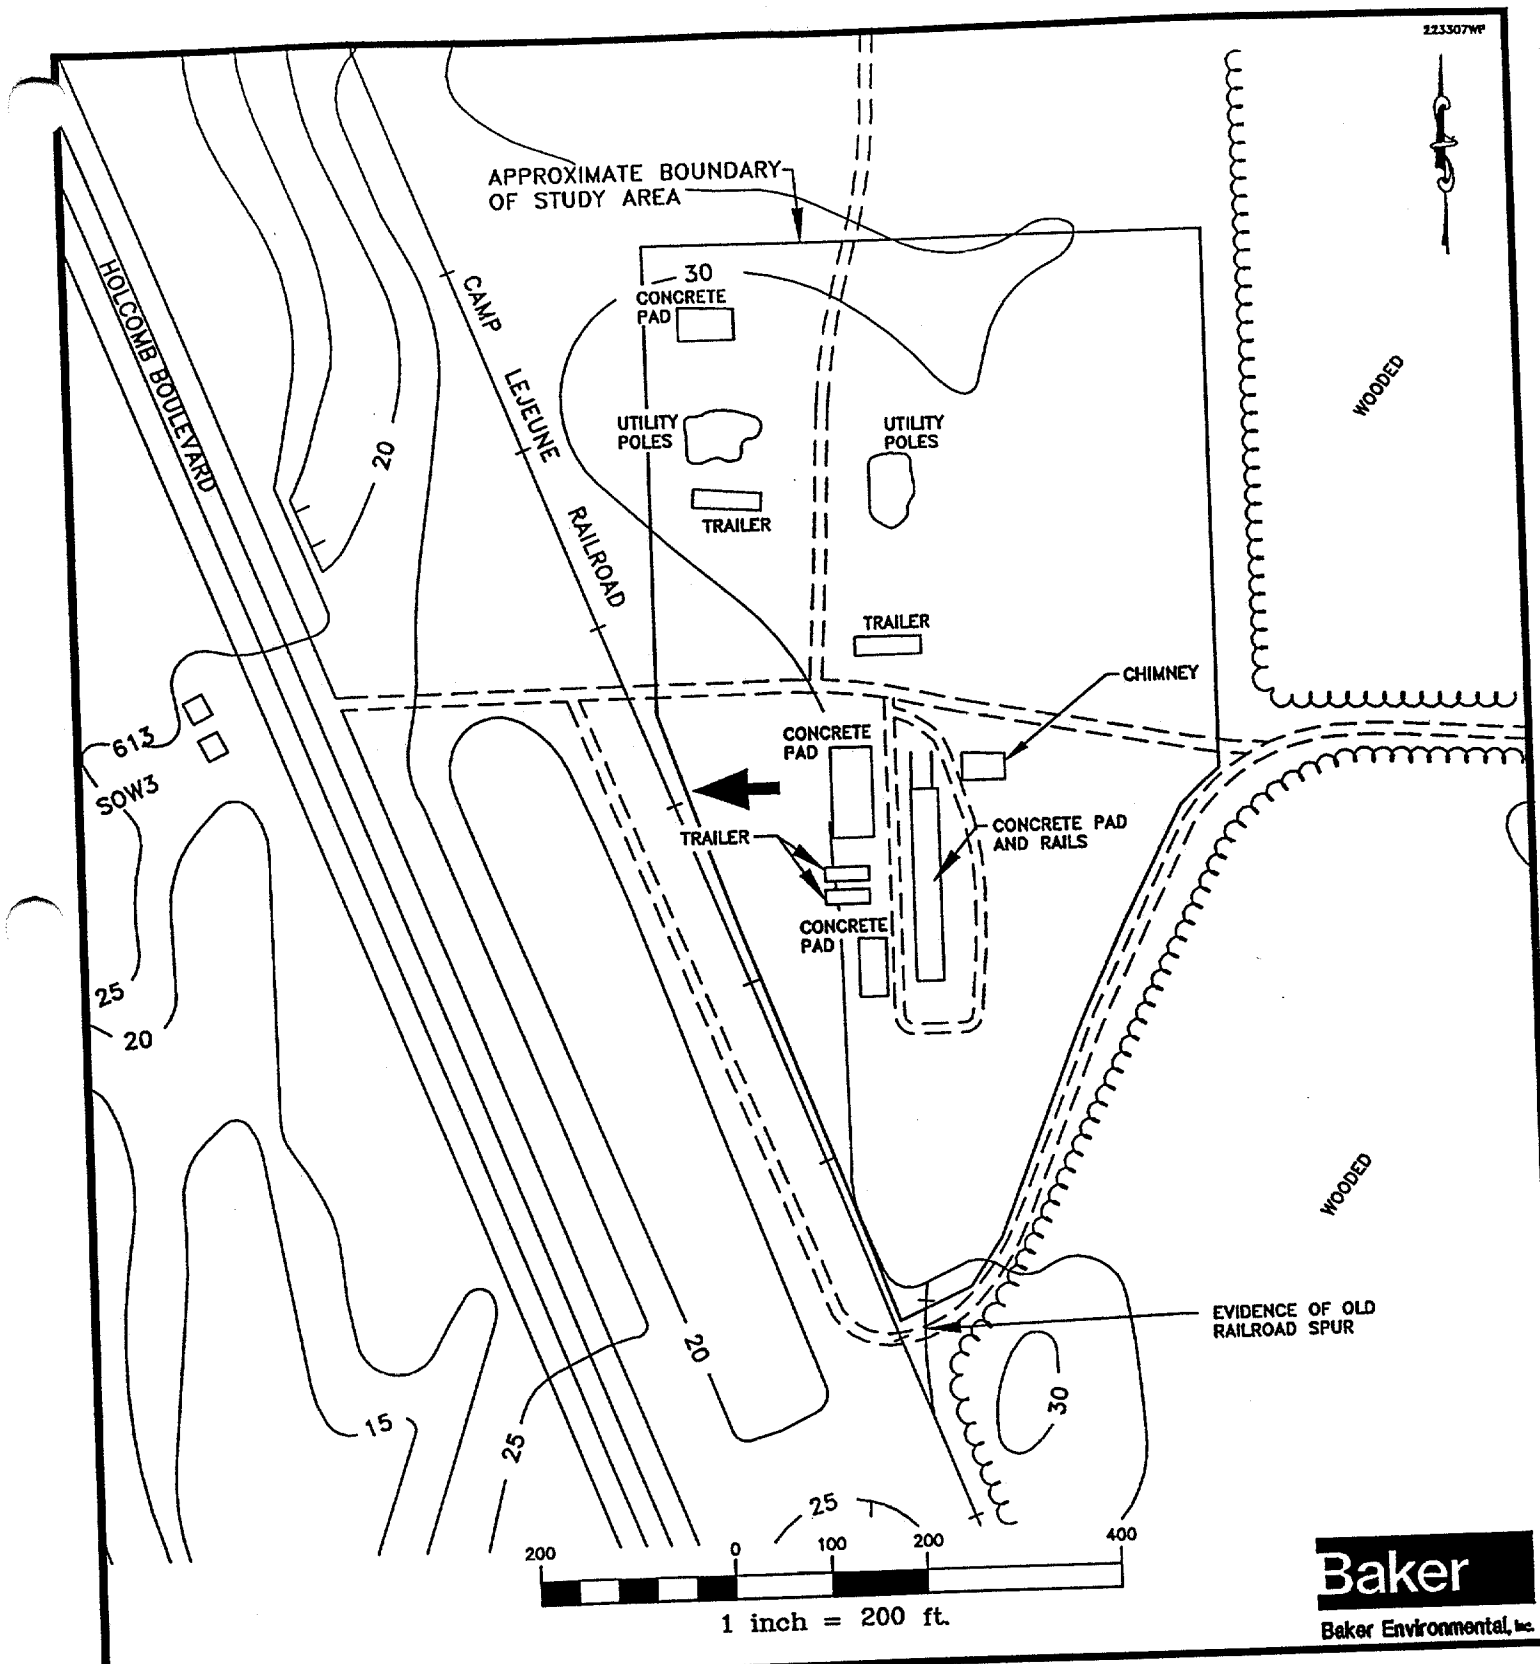 223307WP
APPROXIMATE BOUNDARY
OF STUDY AREA
HOLCOMB BOULEVARD
CAMP LEJEUNE RAILROAD
30
CONCRETE
PAD
WOODED
20
UTILITY
POLES
UTILITY
POLES
TRAILER
TRAILER
CHIMNEY
613
SOW3
CONCRETE
PAD
TRAILER
CONCRETE PAD
AND RAILS
CONCRETE
PAD
25
20
WOODED
EVIDENCE OF OLD
RAILROAD SPUR
20
30
15
25
25
200
0
100
200
400
1 inch = 200 ft.
Baker
Baker Environmental, Inc.